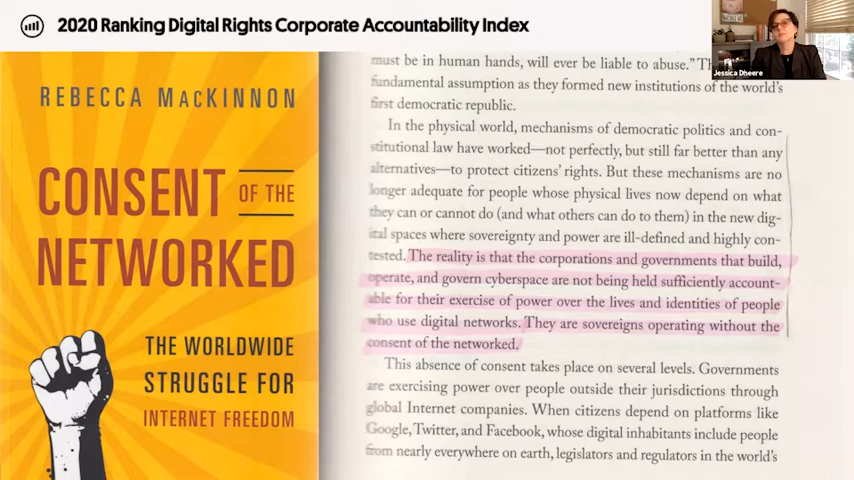 2020 Ranking Digital Rights Corporate Accountability Index
Jessica Dheere
REBECCA MACKINNON
CONSENT OF THE
NETWORKED
THE WORLDWIDE
STRUGGLE FOR
INTERNET FREEDOM
must be in human hands, will ever be liable to abuse." Th
fundamental assumption as they formed new institutions of the world's
first democratic republic.
In the physical world, mechanisms of democratic politics and con-
stitutional law have worked—not perfectly, but still far better than any
alternatives—to protect citizens' rights. But these mechanisms are no
longer adequate for people whose physical lives now depend on what
they can or cannot do (and what others can do to them) in the new dig-
ital spaces where sovereignty and power are ill-defined and highly con-
tested. The reality is that the corporations and governments that build,
operate, and govern cyberspace are not being held sufficiently account-
able for their exercise of power over the lives and identities of people
who use digital networks. They are sovereigns operating without the
consent of the networked.
This absence of consent takes place on several levels. Governments
are exercising power over people outside their jurisdictions through
global Internet companies. When citizens depend on platforms like
Google, Twitter, and Facebook, whose digital inhabitants include people
from nearly everywhere on earth, legislators and regulators in the world's